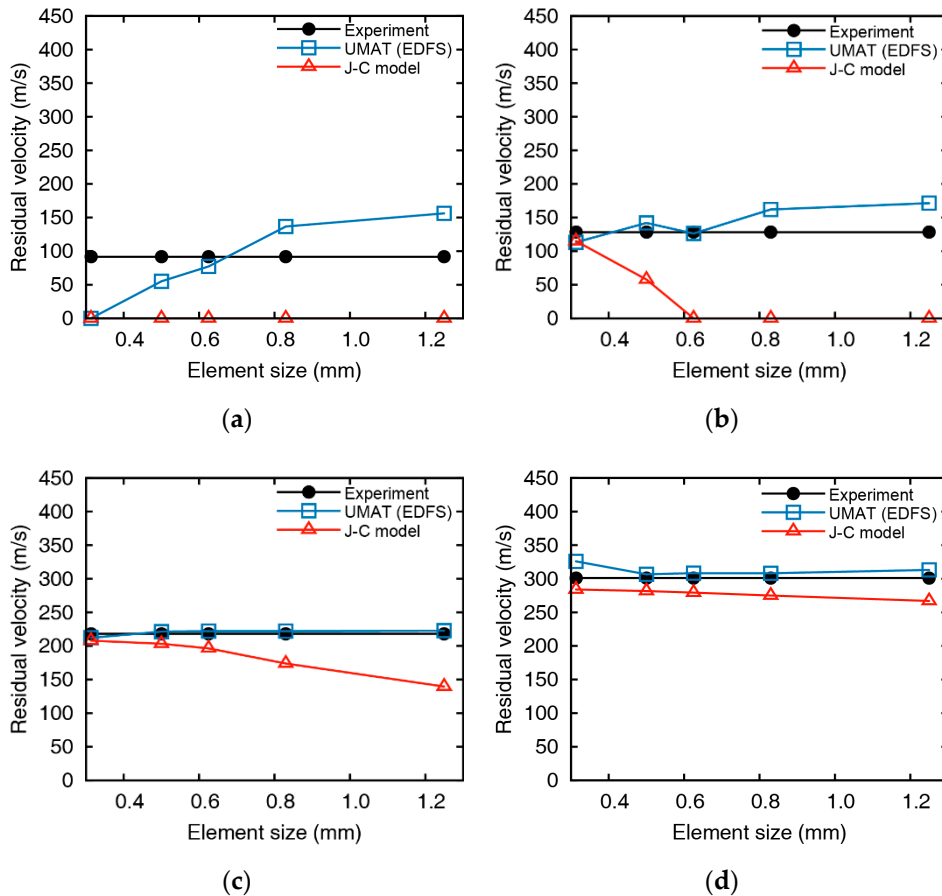 450
400
350
300
250
200
150
100
50
0
Residual velocity (m/s)
Experiment
UMAT (EDFS)
J-C model
0.4 0.6 0.8 1.0 1.2
Element size (mm)
(a)
450
400
350
300
250
200
150
100
50
0
Residual velocity (m/s)
Experiment
UMAT (EDFS)
J-C model
0.4 0.6 0.8 1.0 1.2
Element size (mm)
(b)
450
400
350
300
250
200
150
100
50
0
Residual velocity (m/s)
Experiment
UMAT (EDFS)
J-C model
0.4 0.6 0.8 1.0 1.2
Element size (mm)
(c)
450
400
350
300
250
200
150
100
50
0
Residual velocity (m/s)
Experiment
UMAT (EDFS)
J-C model
0.4 0.6 0.8 1.0 1.2
Element size (mm)
(d)